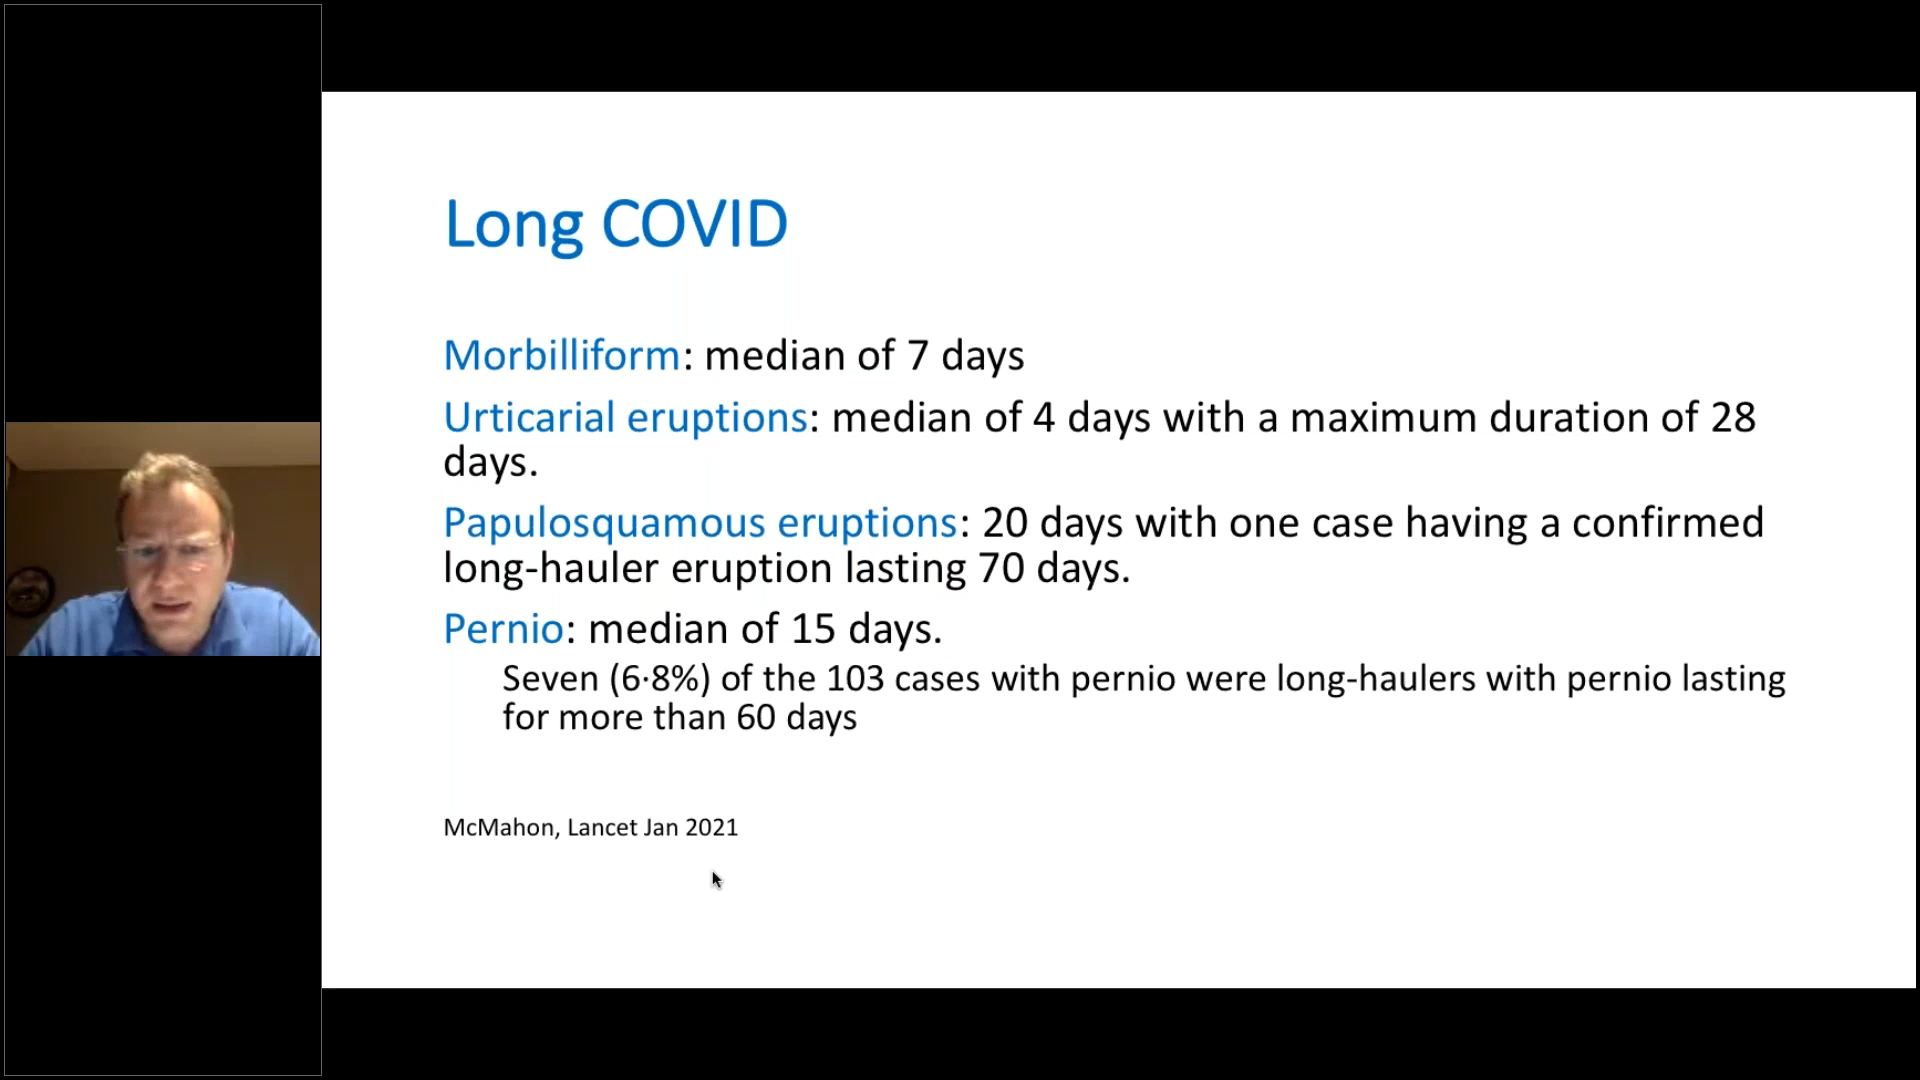 Long COVID
Morbilliform: median of 7 days
Urticarial eruptions: median of 4 days with a maximum duration of 28
days.
Papulosquamous eruptions: 20 days with one case having a confirmed
long-hauler eruption lasting 70 days.
Pernio: median of 15 days.
Seven (6·8%) of the 103 cases with pernio were long-haulers with pernio lasting
for more than 60 days
McMahon, Lancet Jan 2021